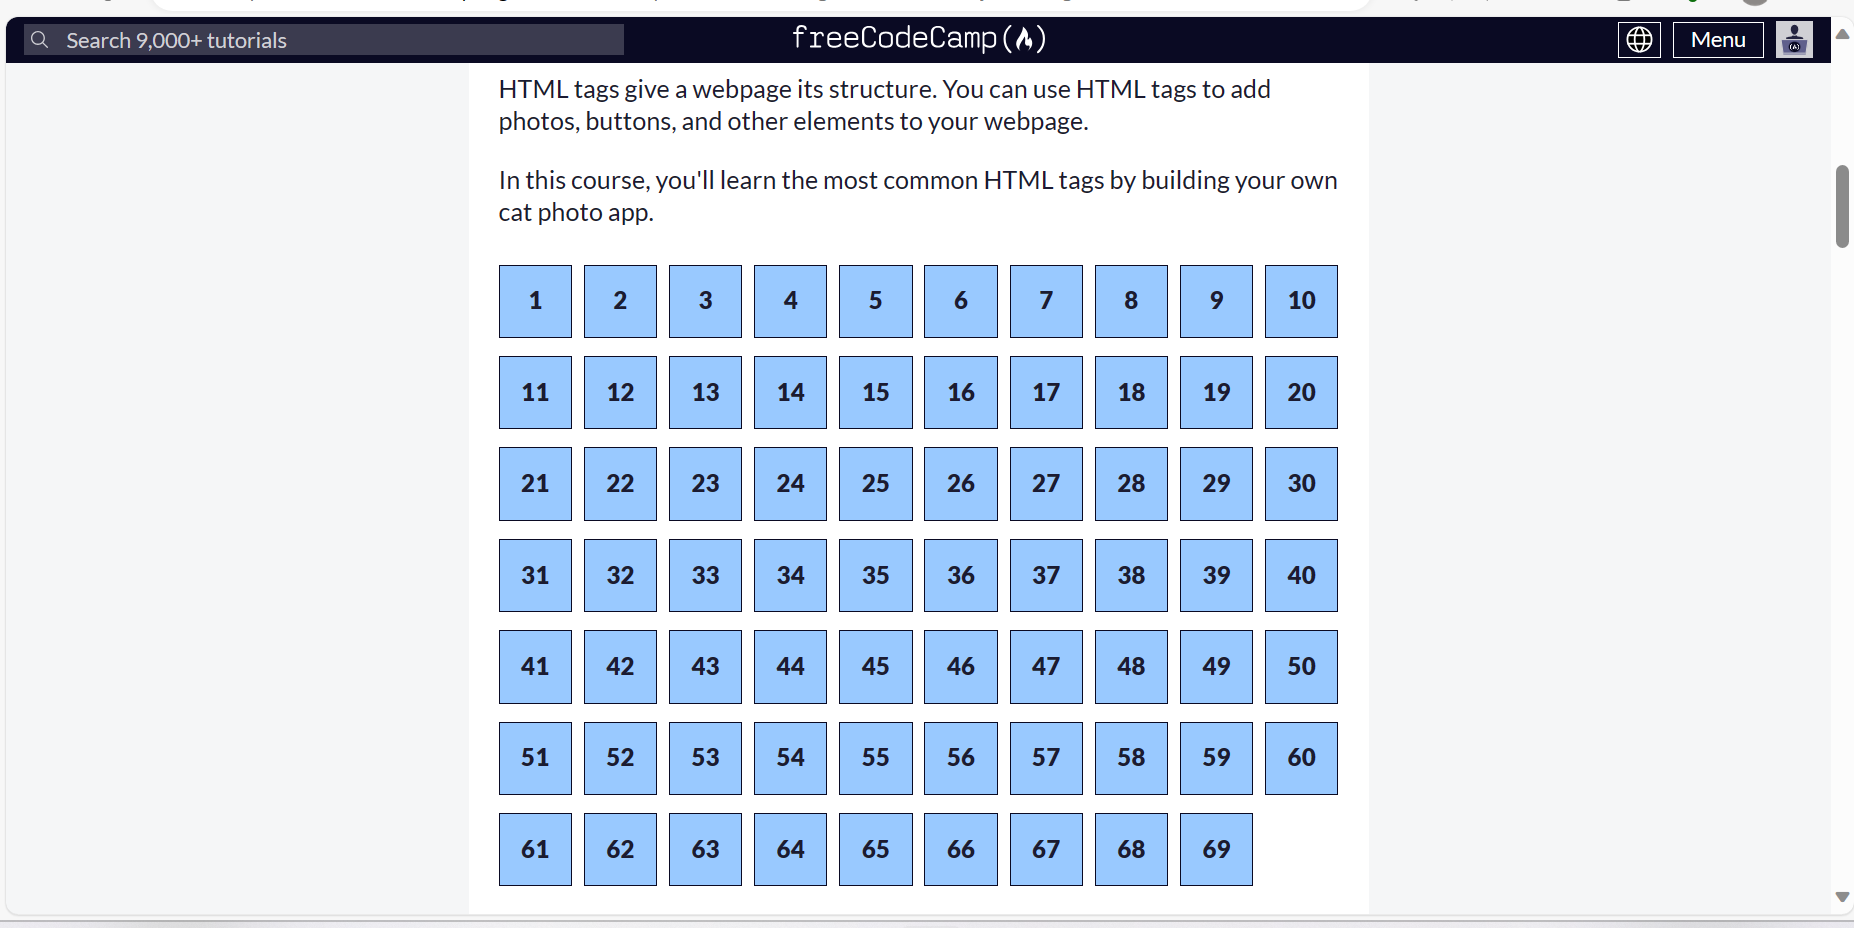 Search 9,000+ tutorials
freeCodeCamp
Menu
HTML tags give a webpage its structure. You can use HTML tags to add
photos, buttons, and other elements to your webpage.
In this course, you'll learn the most common HTML tags by building your own
cat photo app.
1 2 3 4 5 6 7 8 9 10
11 12 13 14 15 16 17 18 19 20
21 22 23 24 25 26 27 28 29 30
31 32 33 34 35 36 37 38 39 40
41 42 43 44 45 46 47 48 49 50
51 52 53 54 55 56 57 58 59 60
61 62 63 64 65 66 67 68 69